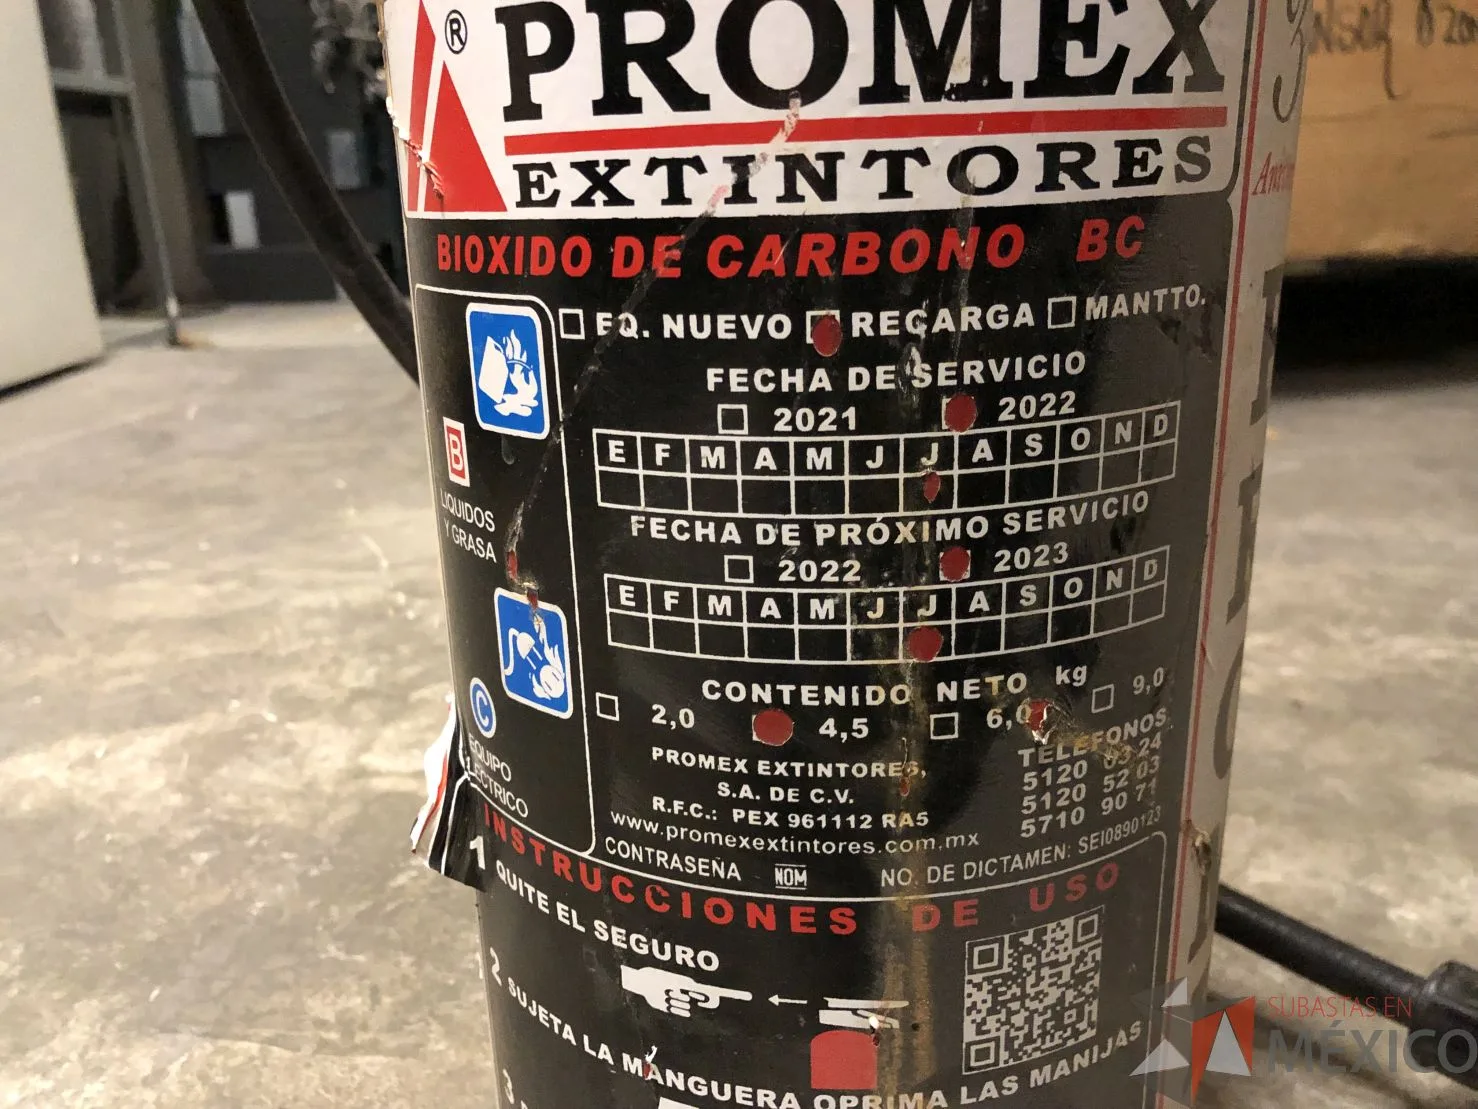 PROMEX ®
EXTINTORES
BIOXIDO DE CARBONO BC
EQ. NUEVO RECARGA MANTTO.
FECHA DE SERVICIO
2021 2022
E F M A M J J A S O N D
FECHA DE PRÓXIMO SERVICIO
2022 2023
E F M A M J J A S O N D
B
LIQUIDOS
Y GRASA
C
EQUIPO
ELECTRICO
CONTENIDO NETO kg
2,0 4,5 6,0 9,0
PROMEX EXTINTORES,
S.A. DE C.V.
R.F.C.: PEX 961112 RA5
www.promexextintores.com.mx
TELEFONOS
5120 03 24
5120 52 03
5710 90 71
CONTRASEÑA NOM NO. DE DICTAMEN: SEI0890123
INSTRUCCIONES DE USO
1 QUITE EL SEGURO
2 SUJETA LA MANGUERA OPRIMA LAS MANIJAS
3
SUBASTAS EN
MÉXICO